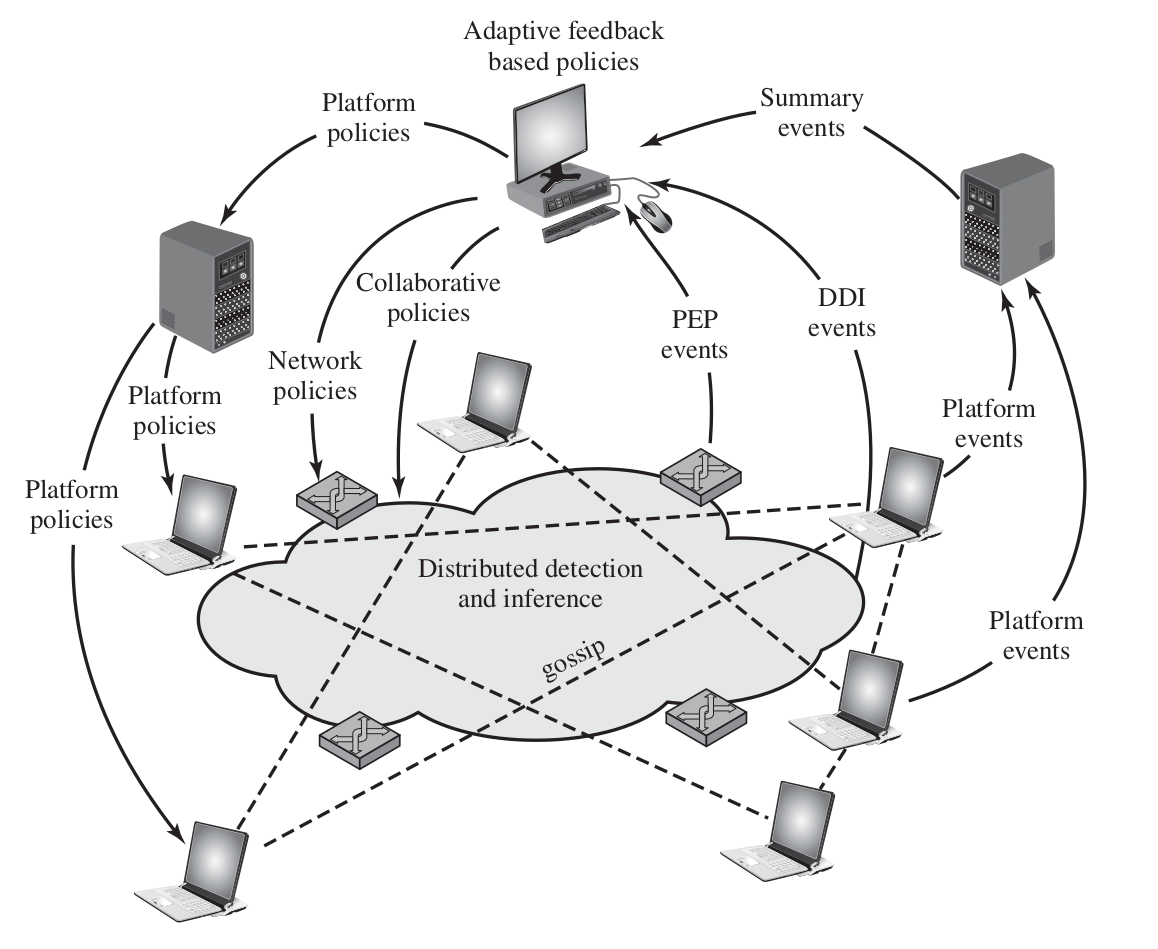 Adaptive feedback
based policies
Platform
policies
Summary
events
Collaborative
policies
DDI
events
PEP
events
Network
policies
Platform
policies
Platform
events
Platform
policies
Distributed detection
and inference
gossip
Platform
events